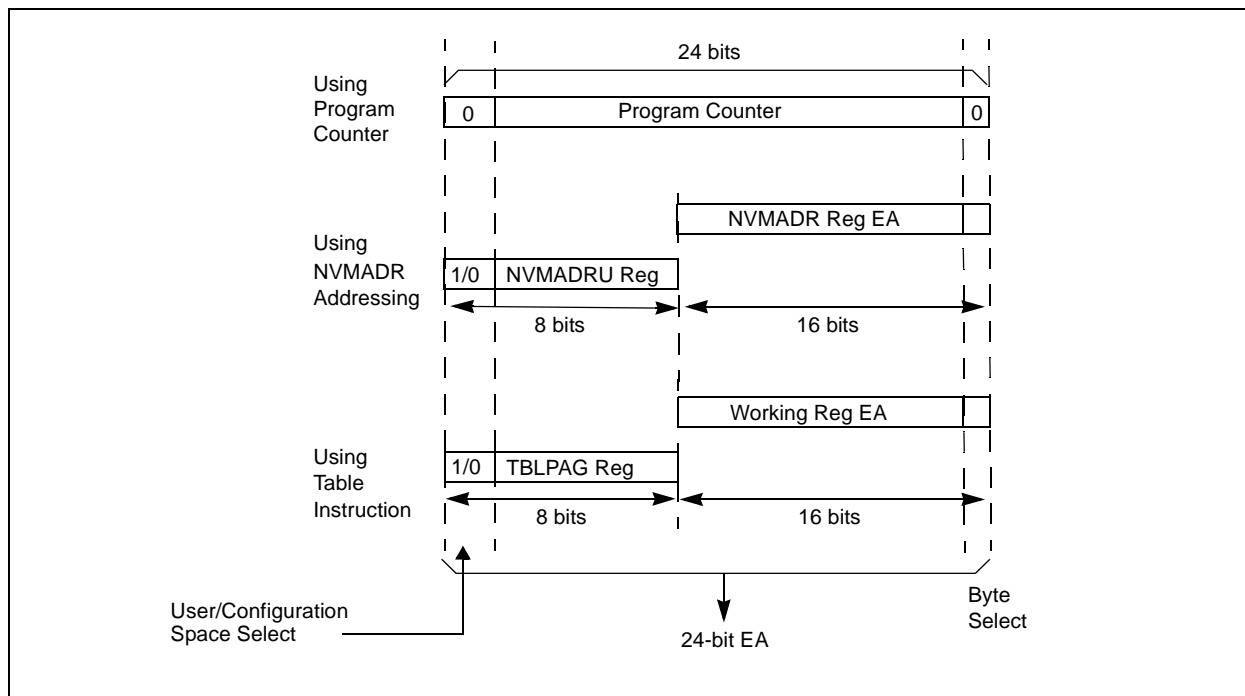 24 bits
Using
Program
Counter
0
Program Counter
0
NVMADR Reg EA
Using
NVMADR
Addressing
1/0
NVMADRU Reg
8 bits
16 bits
Working Reg EA
Using
Table
Instruction
1/0
TBLPAG Reg
8 bits
16 bits
User/Configuration
Space Select
24-bit EA
Byte
Select